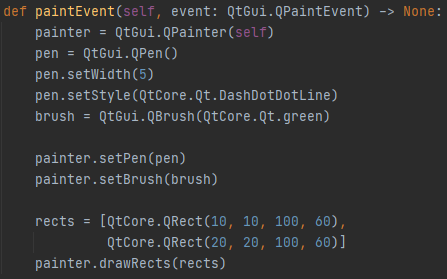 def paintEvent(self, event: QtGui.QPaintEvent) -> None:
    painter = QtGui.QPainter(self)
    pen = QtGui.QPen()
    pen.setWidth(5)
    pen.setStyle(QtCore.Qt.DashDotDotLine)
    brush = QtGui.QBrush(QtCore.Qt.green)

    painter.setPen(pen)
    painter.setBrush(brush)

    rects = [QtCore.QRect(10, 10, 100, 60),
             QtCore.QRect(20, 20, 100, 60)]
    painter.drawRects(rects)